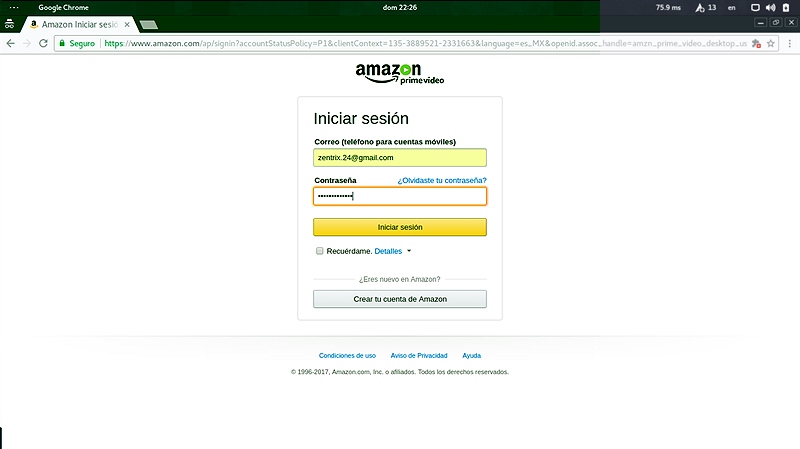 Google Chrome
dom 22:26
75.9 ms
13
en
Amazon Iniciar sesió
Seguro
https://www.amazon.com/ap/signin?accountStatusPolicy=P1&clientContext=135-3889521-2331663&language=es_MX&openid.assoc_handle=amzn_prime_video_desktop_us
amazon
prime video
Iniciar sesión
Correo (teléfono para cuentas móviles)
zentrix.24@gmail.com
Contraseña ¿Olvidaste tu contraseña?
Iniciar sesión
Recuérdame. Detalles
¿Eres nuevo en Amazon?
Crear tu cuenta de Amazon
Condiciones de uso Aviso de Privacidad Ayuda
© 1996-2017, Amazon.com, Inc. o afiliados. Todos los derechos reservados.